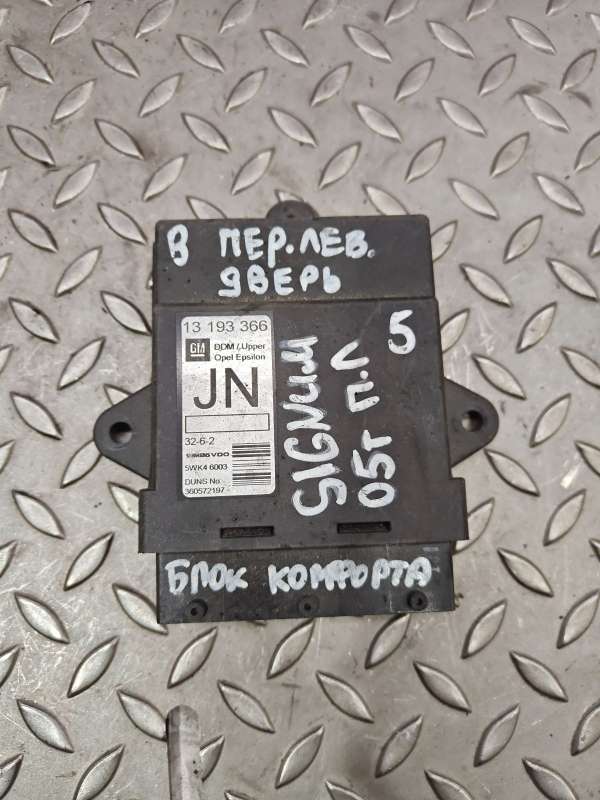 В ПЕР.ЛЕВ.
ДВЕРЬ
13 193 366
GM
DDM / Upper
Opel Epsilon
JN
32-6-2
SIEMENS VDO
5WK4 6003
DUNS No
360572197
SIGNUM
05г П.Л
5
БЛОК КОМФОРТА